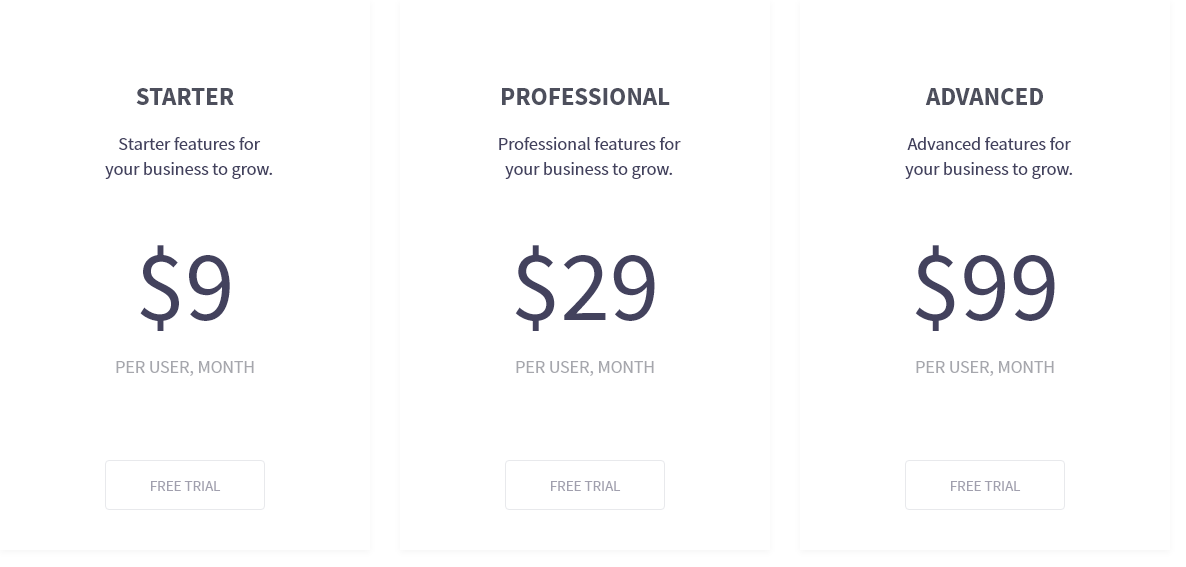 STARTER
Starter features for
your business to grow.
$9
PER USER, MONTH
FREE TRIAL
PROFESSIONAL
Professional features for
your business to grow.
$29
PER USER, MONTH
FREE TRIAL
ADVANCED
Advanced features for
your business to grow.
$99
PER USER, MONTH
FREE TRIAL